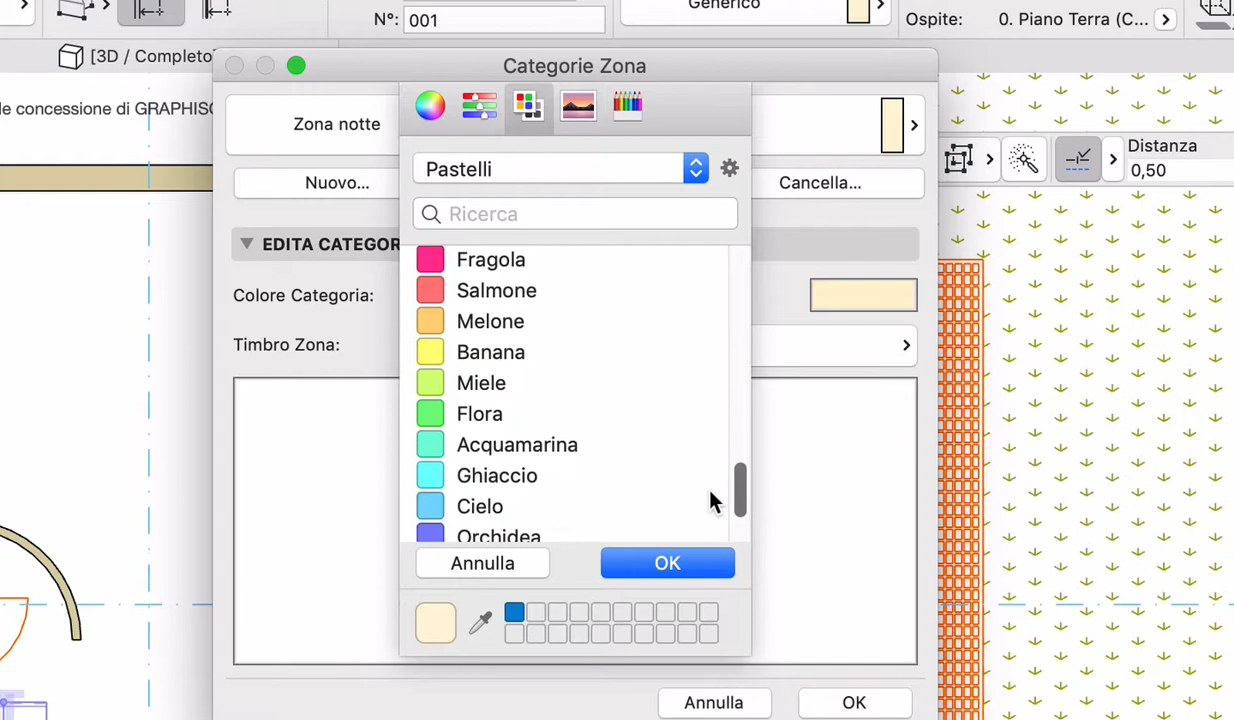 Generico
N°: 001
Ospite: 0. Piano Terra (C...
[3D / Completo
Categorie Zona
le concessione di GRAPHISO
Zona notte
Distanza
0,50
Pastelli
Nuovo...
Cancella...
Ricerca
EDITA CATEGOR
Fragola
Salmone
Colore Categoria:
Melone
Timbro Zona:
Banana
Miele
Flora
Acquamarina
Ghiaccio
Cielo
Orchidea
Annulla
OK
Annulla
OK